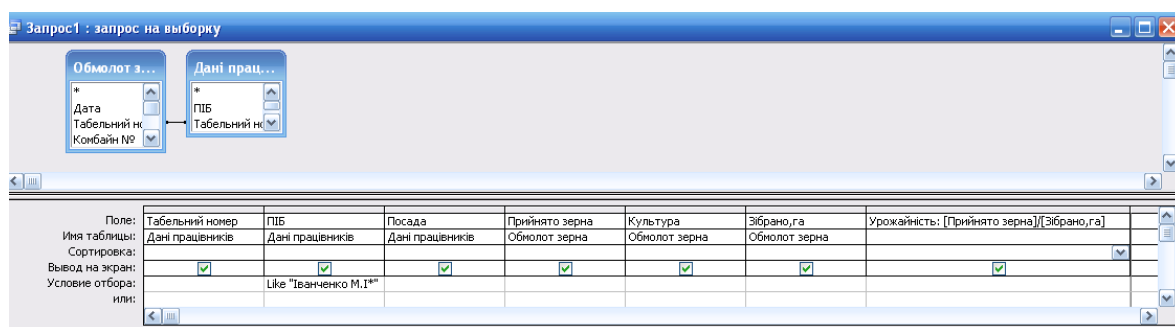 Запрос1 : запрос на выборку
Обмолот з... Дані прац...
* *
Дата ПІБ
Табельний но Табельний но
Комбайн №
Поле: Табельний номер ПІБ Посада Прийнято зерна Культура Зібрано,га Урожайність: [Прийнято зерна]/[Зібрано,га]
Имя таблицы: Дані працівників Дані працівників Дані працівників Обмолот зерна Обмолот зерна Обмолот зерна
Сортировка:
Вывод на экран:
Условие отбора: Like "Іванченко М.І*"
или: